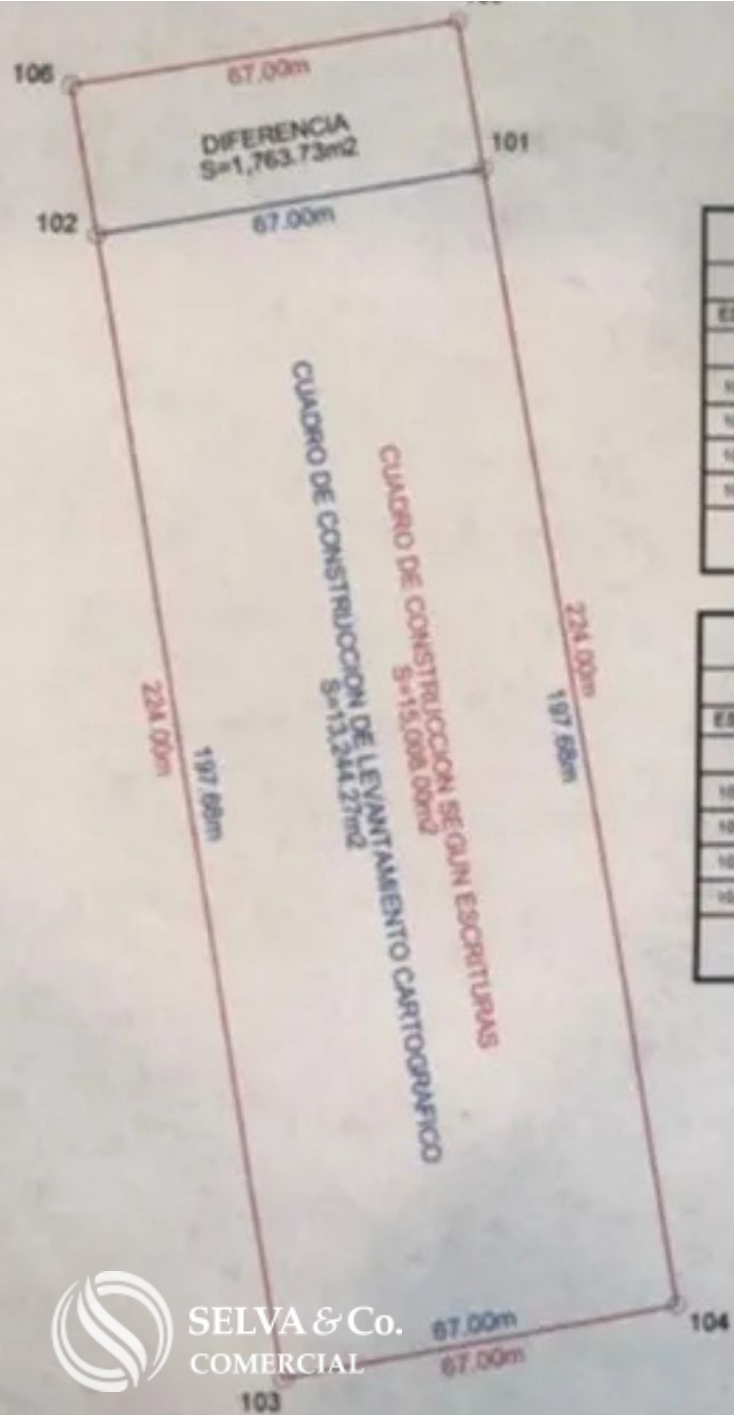 106
67.00m
DIFERENCIA
S=1,763.73m2
101
102
67.00m
CUADRO DE CONSTRUCCION DE LEVANTAMIENTO CARTOGRAFICO
S=13,244.27m2
CUADRO DE CONSTRUCCION SEGUN ESCRITURAS
S=15,008.00m2
224.00m
197.68m
224.00m
197.68m
67.00m
67.00m
104
103
SELVA & Co.
COMERCIAL